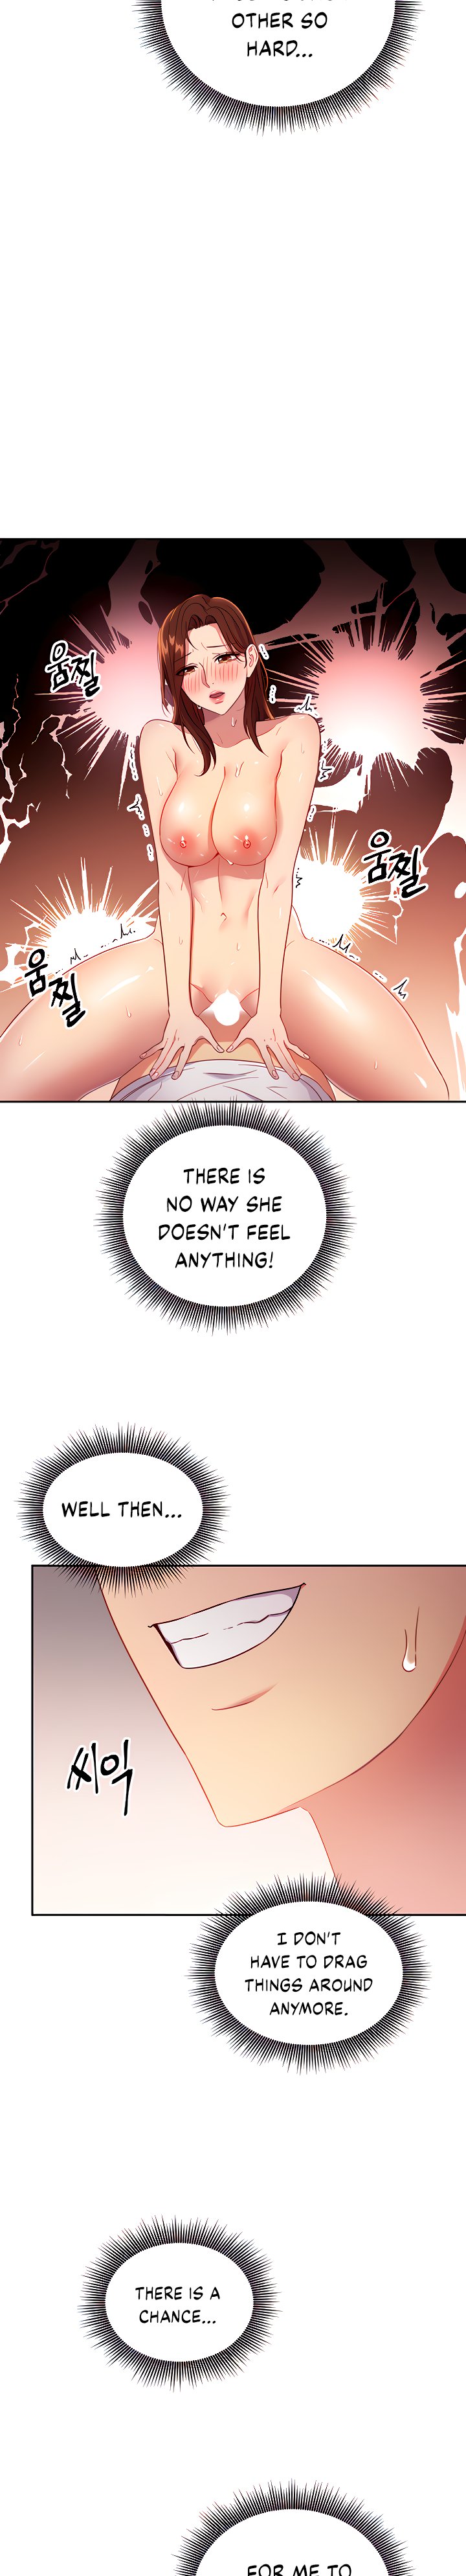 OTHER SO
HARD...
움찔
움찔
움찔
THERE IS
NO WAY SHE
DOESN'T FEEL
ANYTHING!
WELL THEN...
씨익
I DON'T
HAVE TO DRAG
THINGS AROUND
ANYMORE.
THERE IS A
CHANCE...
FOR ME TO